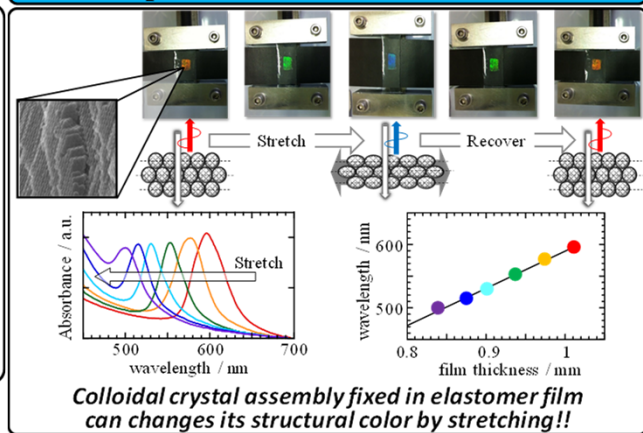 Stretch
Recover
Absorbance / a.u.
Stretch
500
600
700
wavelength / nm
wavelength / nm
600
500
0.8
0.9
1
film thickness / mm
Colloidal crystal assembly fixed in elastomer film
can changes its structural color by stretching!!